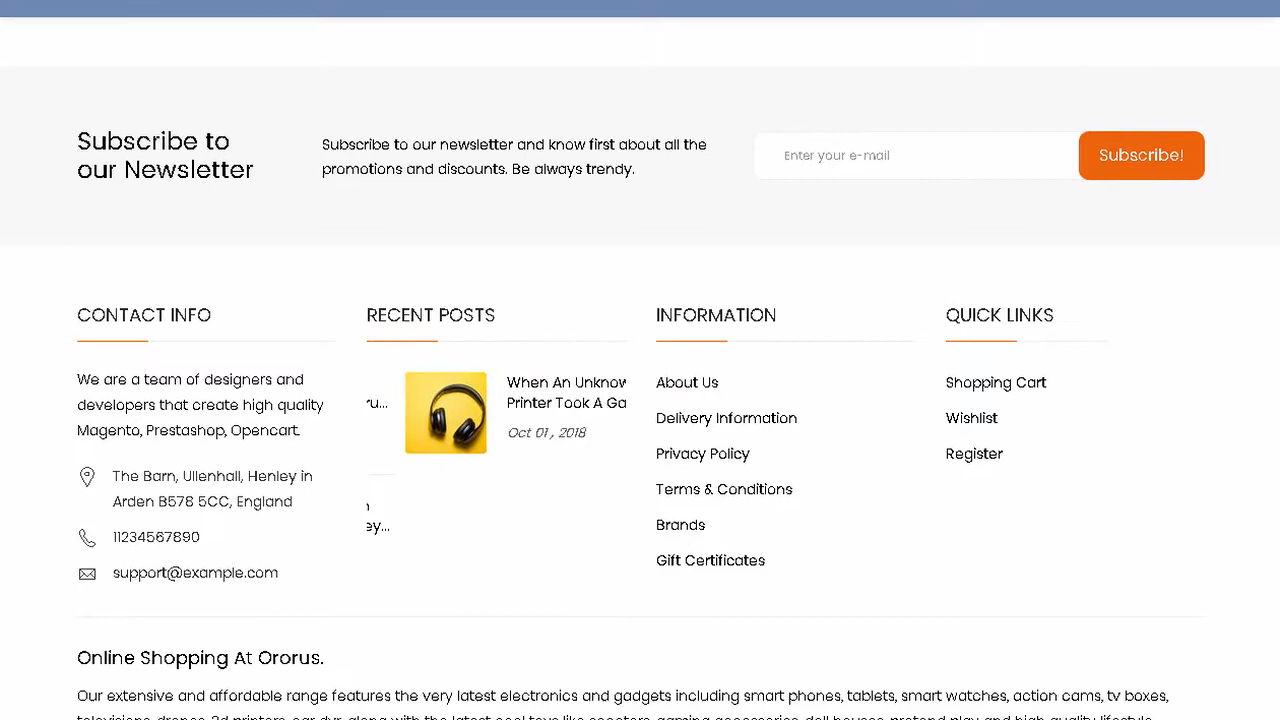 Subscribe to
our Newsletter
Subscribe to our newsletter and know first about all the
promotions and discounts. Be always trendy.
Enter your e-mail
Subscribe!
CONTACT INFO
We are a team of designers and
developers that create high quality
Magento, Prestashop, Opencart.
The Barn, Ullenhall, Henley in
Arden B578 5CC, England
11234567890
support@example.com
RECENT POSTS
ru...
ey...
When An Unknow
Printer Took A Ga
Oct 01 , 2018
INFORMATION
About Us
Delivery Information
Privacy Policy
Terms & Conditions
Brands
Gift Certificates
QUICK LINKS
Shopping Cart
Wishlist
Register
Online Shopping At Ororus.
Our extensive and affordable range features the very latest electronics and gadgets including smart phones, tablets, smart watches, action cams, tv boxes,